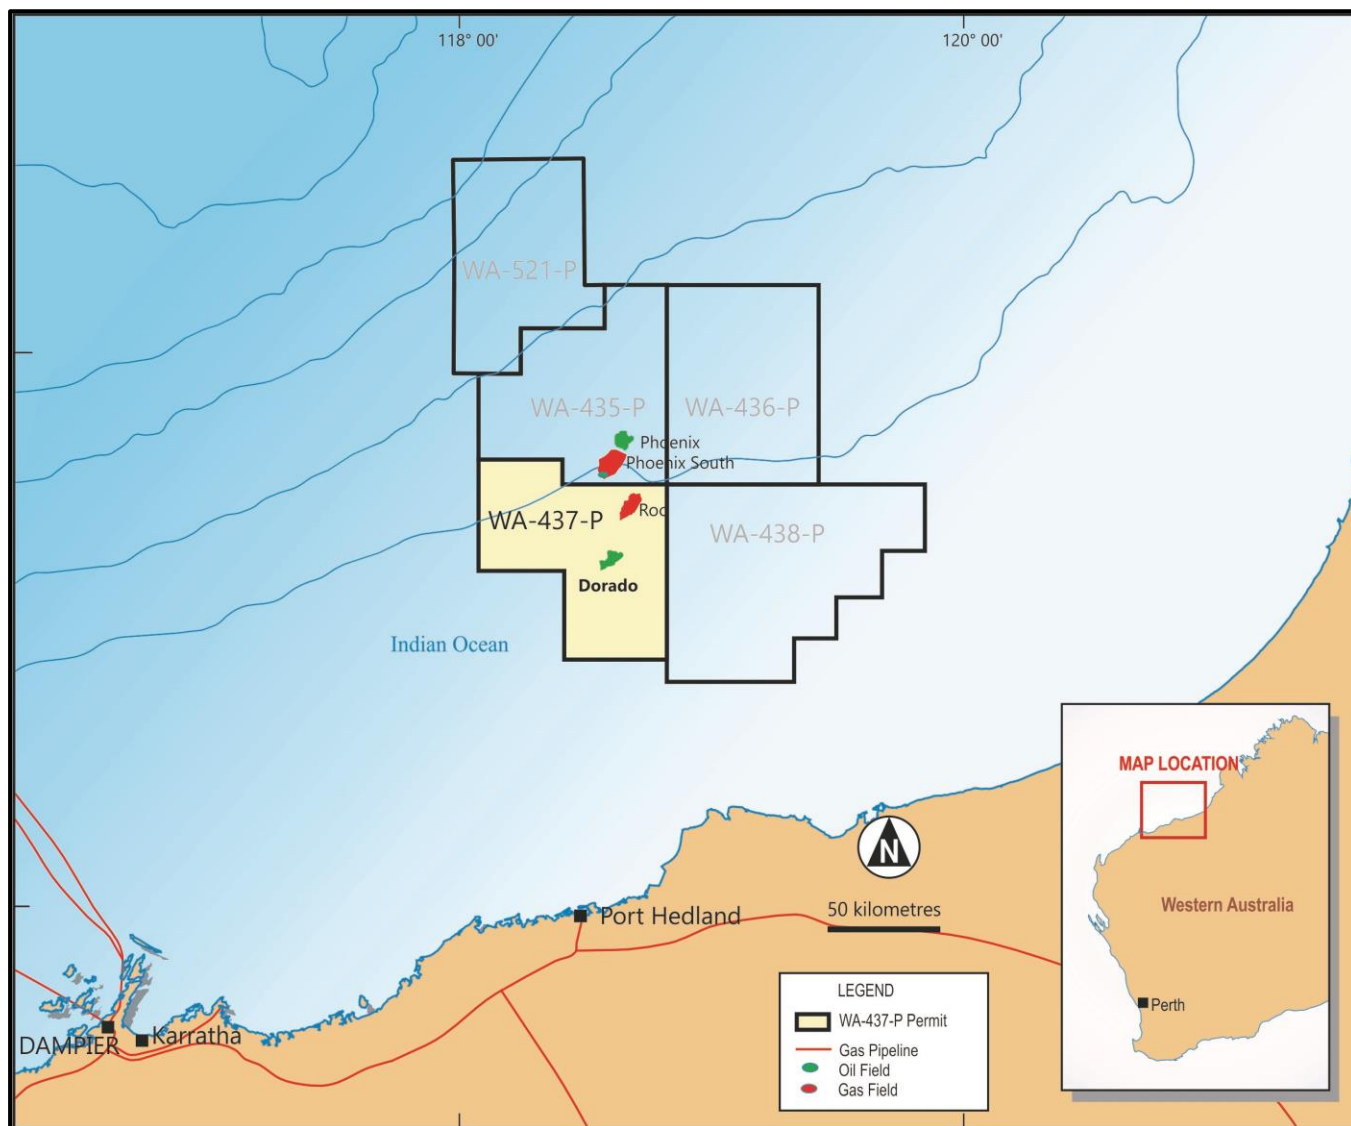 118° 00'
120° 00'
WA-521-P
WA-435-P
WA-436-P
Phoenix
Phoenix South
Roc
WA-437-P
WA-438-P
Dorado
Indian Ocean
MAP LOCATION
N
Western Australia
50 kilometres
Port Hedland
LEGEND
WA-437-P Permit
Gas Pipeline
Oil Field
Gas Field
Perth
DAMPIER
Karratha